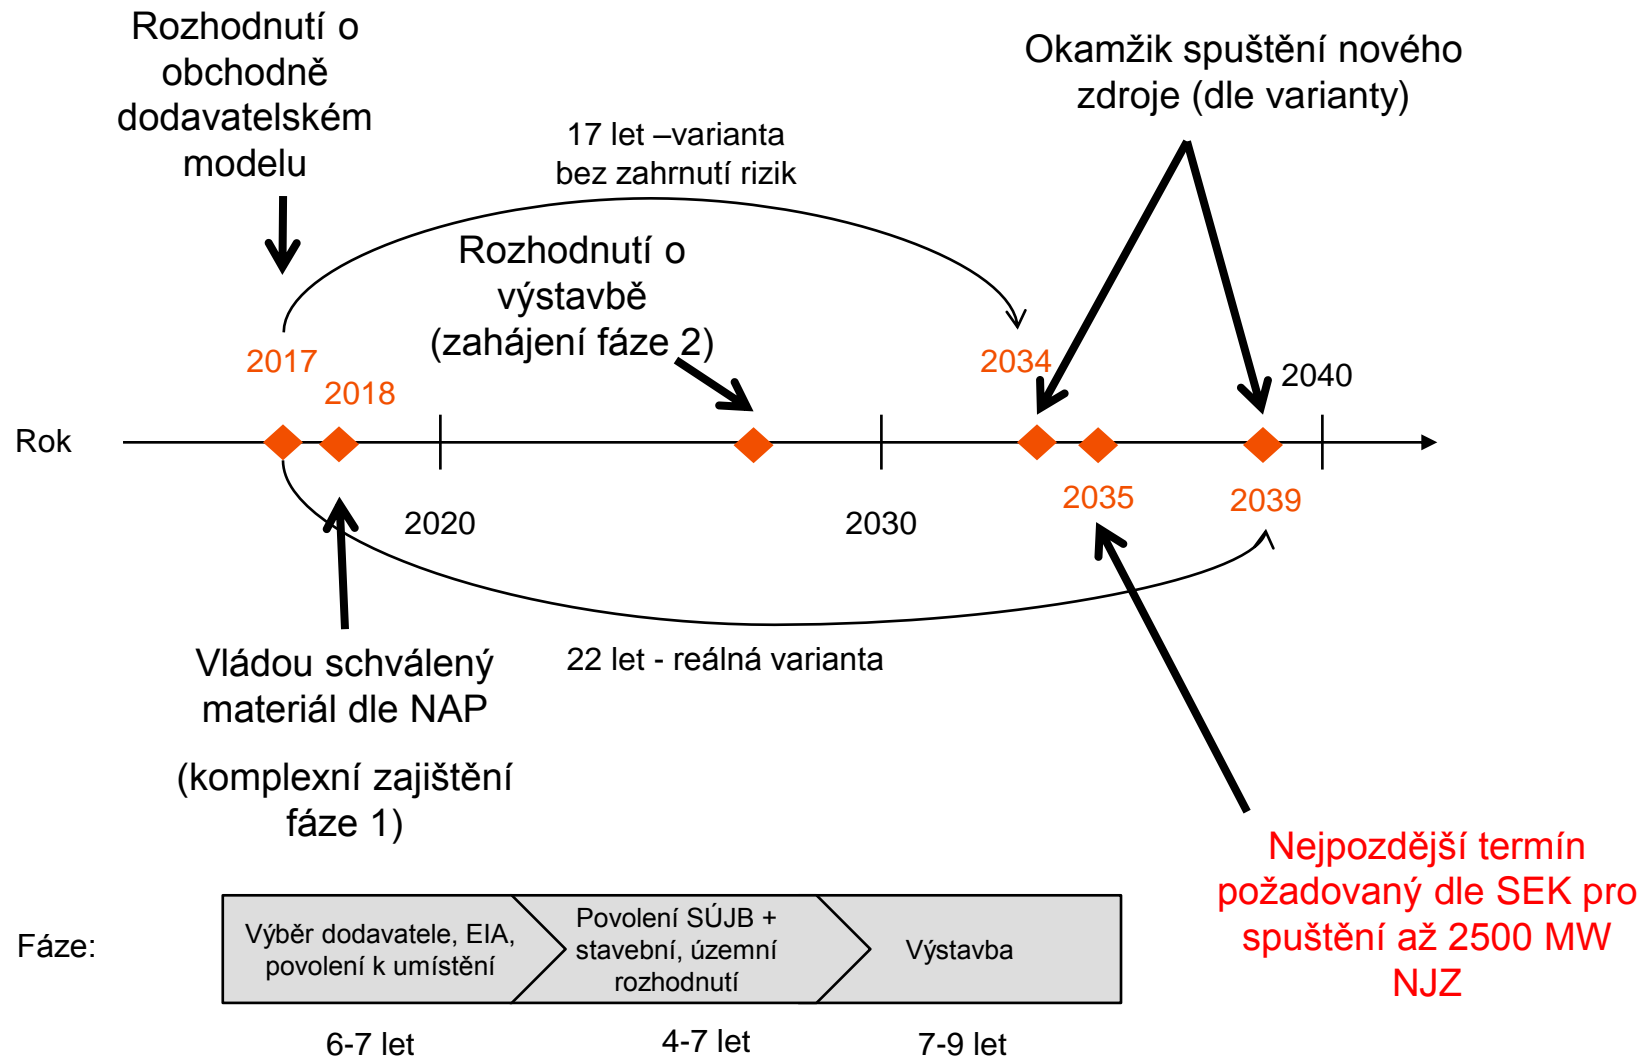 Rozhodnutí o
obchodně
dodavatelském
modelu
Okamžik spuštění nového
zdroje (dle varianty)
17 let –varianta
bez zahrnutí rizik
Rozhodnutí o
výstavbě
(zahájení fáze 2)
2017
2018
2034
2040
Rok
2020
2030
2035
2039
22 let - reálná varianta
Vládou schválený
materiál dle NAP
(komplexní zajištění
fáze 1)
Nejpozdější termín
požadovaný dle SEK pro
spuštění až 2500 MW
NJZ
Fáze:
Výběr dodavatele, EIA,
povolení k umístění
Povolení SÚJB +
stavební, územní
rozhodnutí
Výstavba
6-7 let
4-7 let
7-9 let